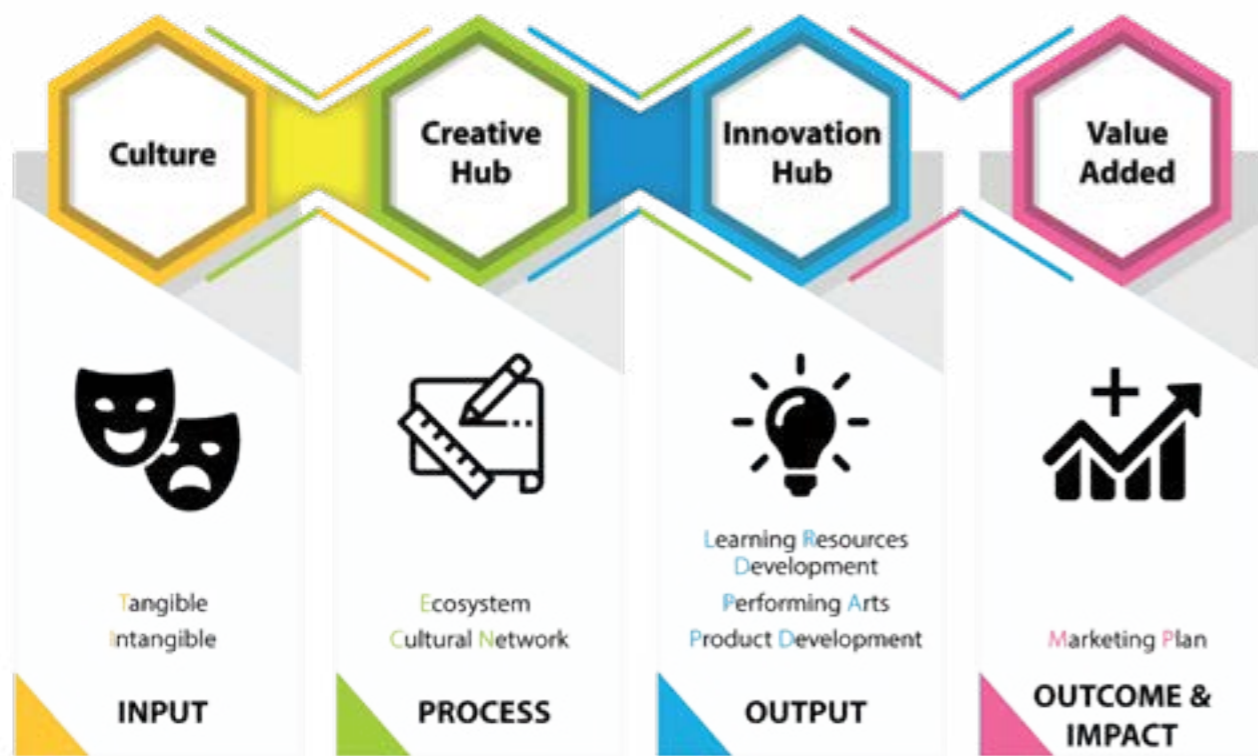 Culture
Creative
Hub
Innovation
Hub
Value
Added
Tangible
Intangible
INPUT
Ecosystem
Cultural Network
PROCESS
Learning Resources
Development
Performing Arts
Product Development
OUTPUT
Marketing Plan
OUTCOME &
IMPACT